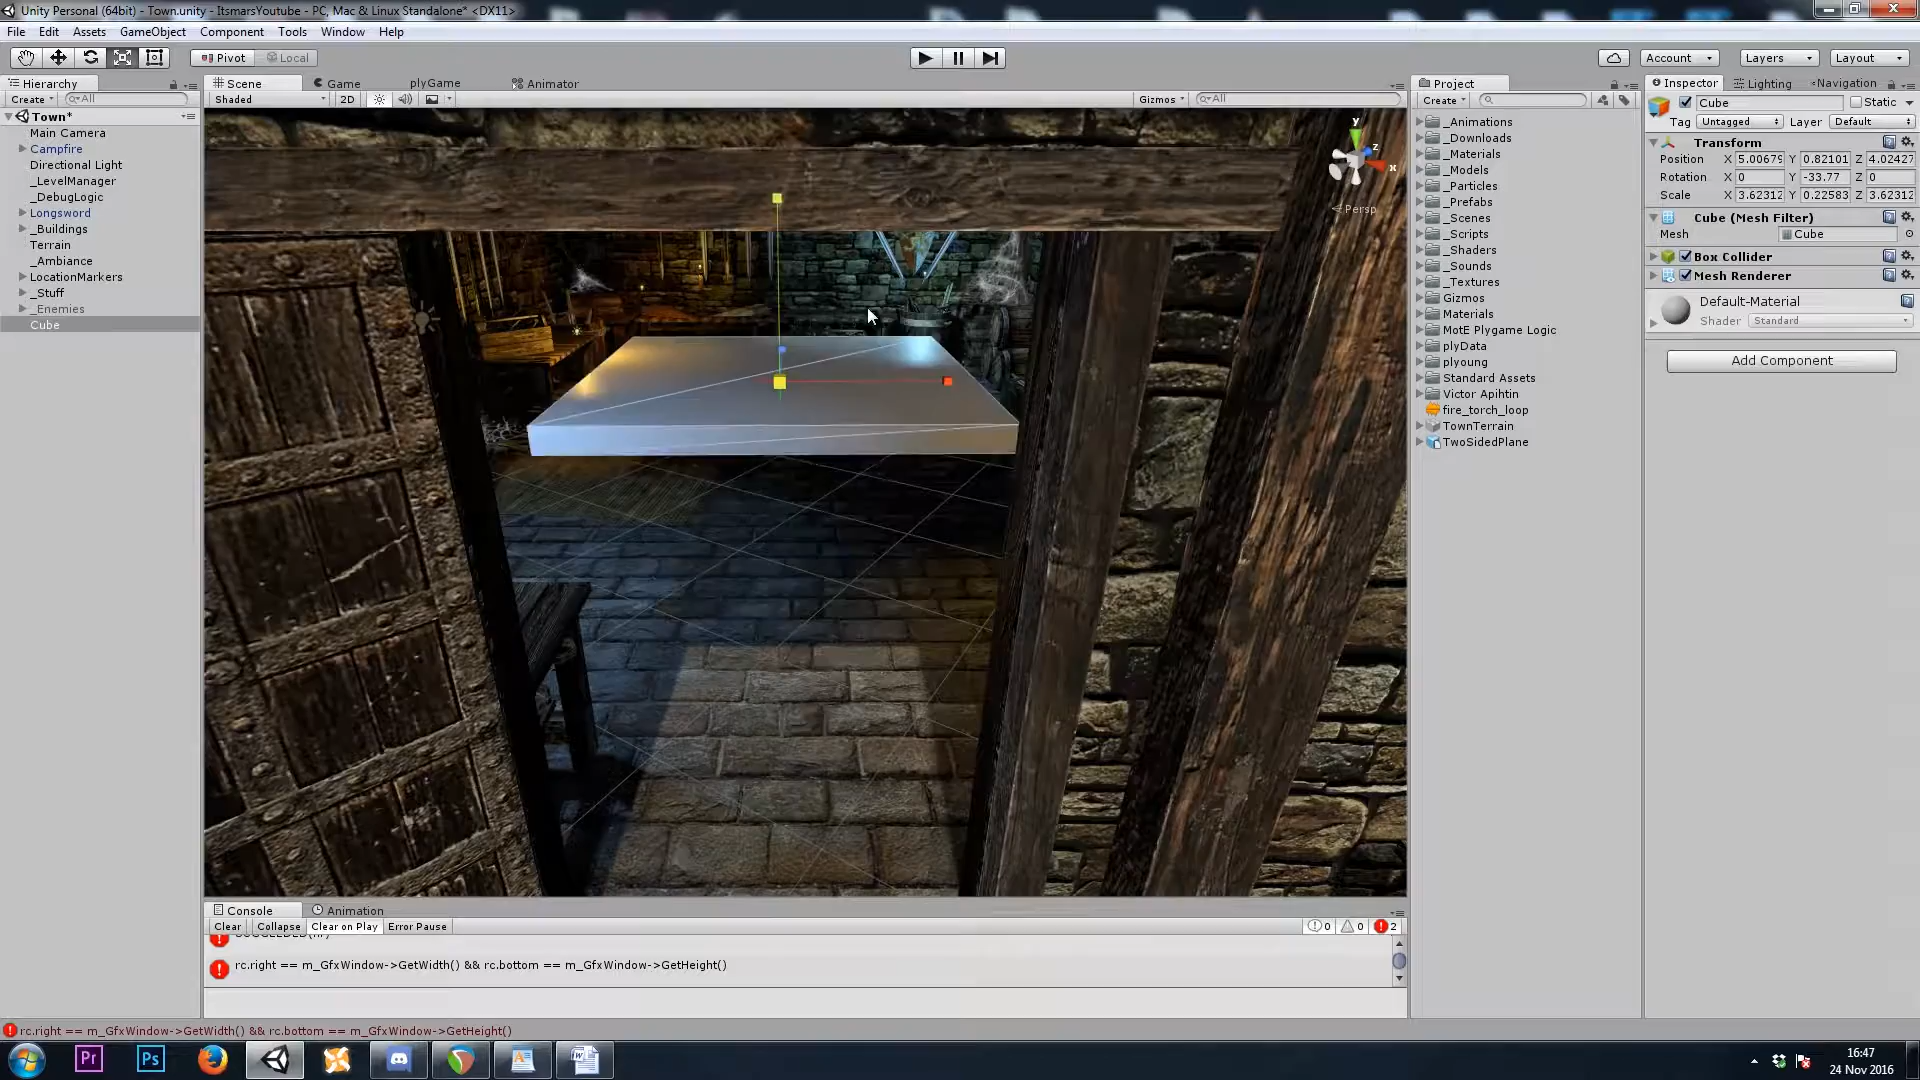 Unity Personal (64bit) - Town.unity - ItsmarsYoutube - PC, Mac & Linux Standalone* <DX11>
File Edit Assets GameObject Component Tools Window Help
Pivot Local Account Layers Layout
Hierarchy
Create All
Town*
Main Camera
Campfire
Directional Light
_LevelManager
_DebugLogic
Longsword
_Buildings
Terrain
_Ambiance
LocationMarkers
_Stuff
_Enemies
Cube
Scene Game plyGame Animator
Shaded 2D Gizmos All
y
z
x
Persp
Project
Create
_Animations
_Downloads
_Materials
_Models
_Particles
_Prefabs
_Scenes
_Scripts
_Shaders
_Sounds
_Textures
Gizmos
Materials
MotE Plygame Logic
plyData
plyoung
Standard Assets
Victor Apihtin
fire_torch_loop
TownTerrain
TwoSidedPlane
Inspector Lighting Navigation
Cube Static
Tag Untagged Layer Default
Transform
Position X 5.00679 Y 0.82101 Z 4.02427
Rotation X 0 Y -33.77 Z 0
Scale X 3.62312 Y 0.22583 Z 3.62312
Cube (Mesh Filter)
Mesh Cube
Box Collider
Mesh Renderer
Default-Material
Shader Standard
Add Component
Console Animation
Clear Collapse Clear on Play Error Pause 0 0 2
rc.right == m_GfxWindow->GetWidth() && rc.bottom == m_GfxWindow->GetHeight()
rc.right == m_GfxWindow->GetWidth() && rc.bottom == m_GfxWindow->GetHeight()
Pr Ps
16:47
24 Nov 2016